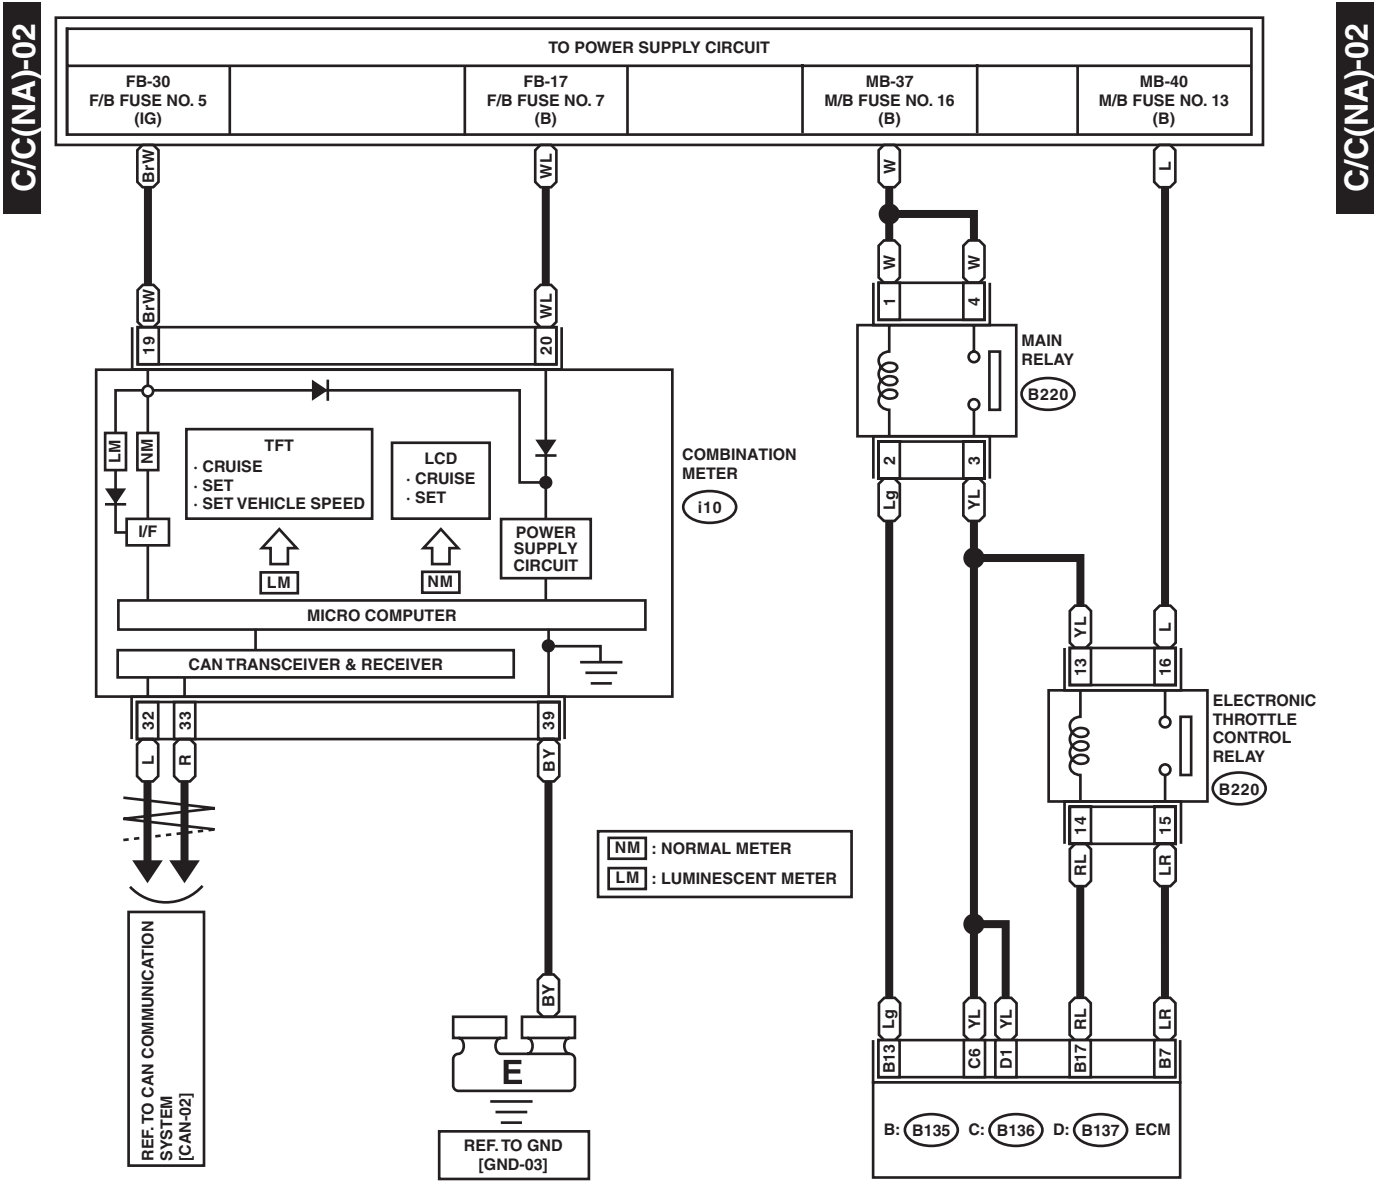 C/C(NA)-02
C/C(NA)-02
TO POWER SUPPLY CIRCUIT
FB-30
F/B FUSE NO. 5
(IG)
FB-17
F/B FUSE NO. 7
(B)
MB-37
M/B FUSE NO. 16
(B)
MB-40
M/B FUSE NO. 13
(B)
BrW
WL
W
L
W
W
BrW
WL
1
4
19
20
MAIN
RELAY
B220
LM
NM
I/F
TFT
· CRUISE
· SET
· SET VEHICLE SPEED
LM
LCD
· CRUISE
· SET
NM
POWER
SUPPLY
CIRCUIT
COMBINATION
METER
i10
2
3
Lg
YL
MICRO COMPUTER
CAN TRANSCEIVER & RECEIVER
YL
L
13
16
32
33
39
L
R
BY
ELECTRONIC
THROTTLE
CONTROL
RELAY
B220
14
15
RL
LR
NM : NORMAL METER
LM : LUMINESCENT METER
REF. TO CAN COMMUNICATION
SYSTEM
[CAN-02]
BY
E
REF. TO GND
[GND-03]
Lg
YL
YL
RL
LR
B13
C6
D1
B17
B7
B: B135 C: B136 D: B137 ECM